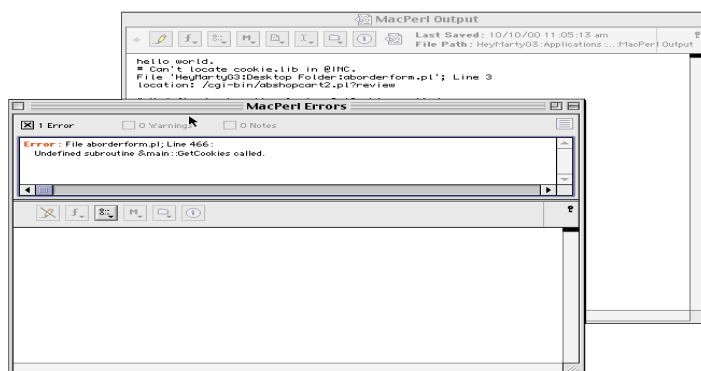 MacPerl Output
Last Saved: 10/10/00 11:05:13 am
File Path: HeyMartyG3:Applications:...:MacPerl Output
hello world.
# Can't locate cookie.lib in @INC.
File 'HeyMartyG3:Desktop Folder:aborderform.pl'; Line 3
location: /cgi-bin/abshopcart2.pl?review
MacPerl Errors
1 Error
0 Warnings
0 Notes
Error: File aborderform.pl; Line 466:
Undefined subroutine &main::GetCookies called.